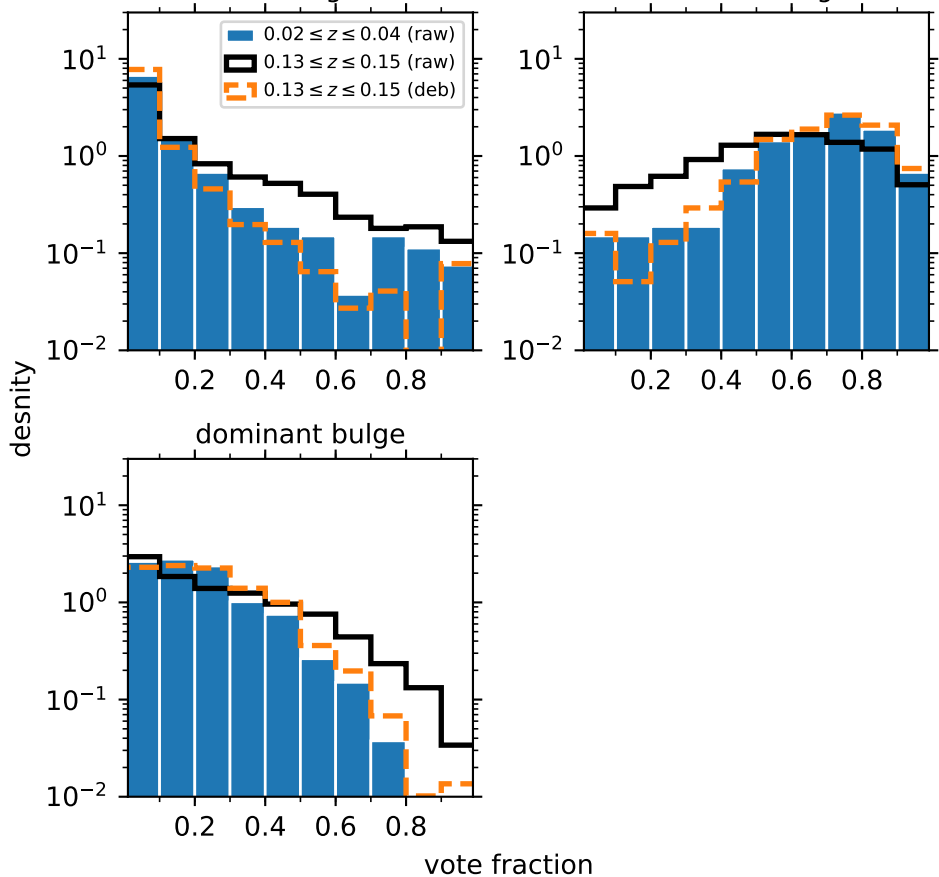 0.02 ≤ z ≤ 0.04 (raw)
0.13 ≤ z ≤ 0.15 (raw)
0.13 ≤ z ≤ 0.15 (deb)
10¹
10⁰
10⁻¹
10⁻²
0.2 0.4 0.6 0.8
10¹
10⁰
10⁻¹
10⁻²
0.2 0.4 0.6 0.8
desnity
dominant bulge
10¹
10⁰
10⁻¹
10⁻²
0.2 0.4 0.6 0.8
vote fraction